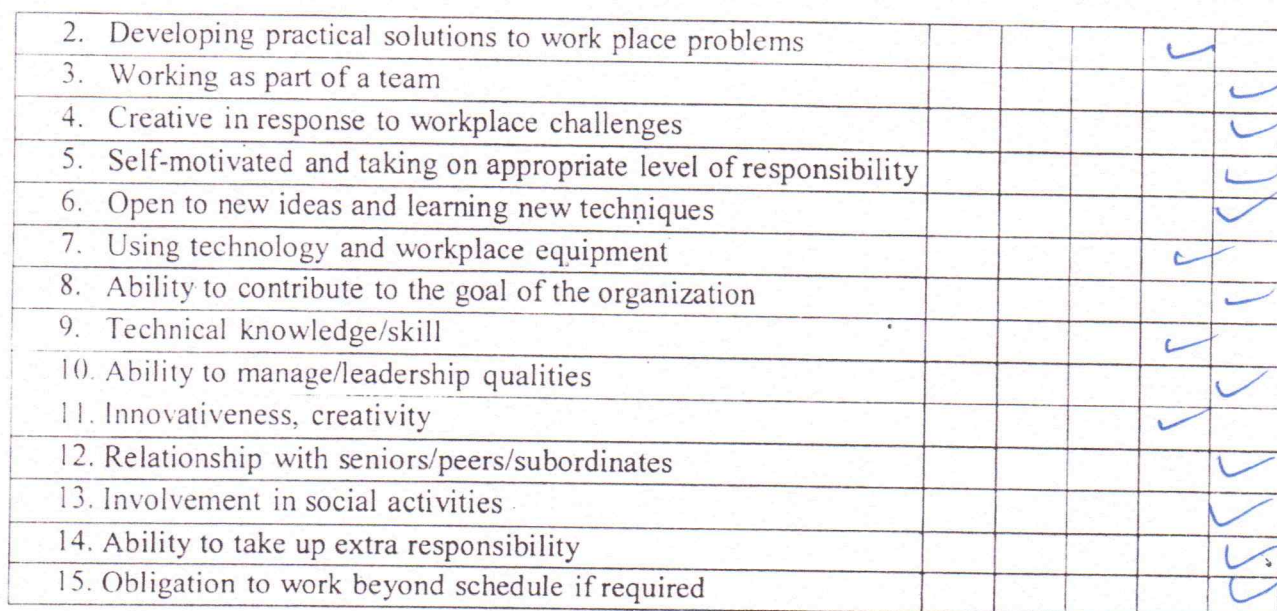 2. Developing practical solutions to work place problems
3. Working as part of a team
4. Creative in response to workplace challenges
5. Self-motivated and taking on appropriate level of responsibility
6. Open to new ideas and learning new techniques
7. Using technology and workplace equipment
8. Ability to contribute to the goal of the organization
9. Technical knowledge/skill
10. Ability to manage/leadership qualities
11. Innovativeness, creativity
12. Relationship with seniors/peers/subordinates
13. Involvement in social activities
14. Ability to take up extra responsibility
15. Obligation to work beyond schedule if required